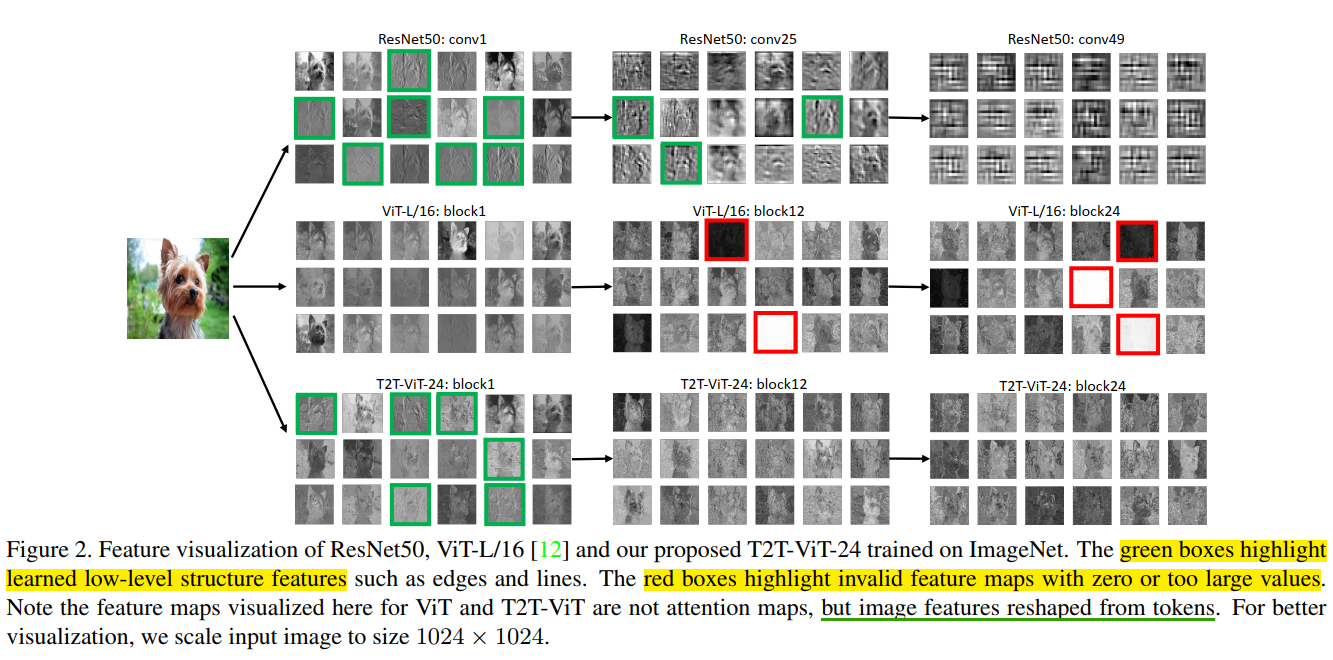 ResNet50: conv1
ResNet50: conv25
ResNet50: conv49
ViT-L/16: block1
ViT-L/16: block12
ViT-L/16: block24
T2T-ViT-24: block1
T2T-ViT-24: block12
T2T-ViT-24: block24
Figure 2. Feature visualization of ResNet50, ViT-L/16 [12] and our proposed T2T-ViT-24 trained on ImageNet. The green boxes highlight
learned low-level structure features such as edges and lines. The red boxes highlight invalid feature maps with zero or too large values.
Note the feature maps visualized here for ViT and T2T-ViT are not attention maps, but image features reshaped from tokens. For better
visualization, we scale input image to size 1024 × 1024.